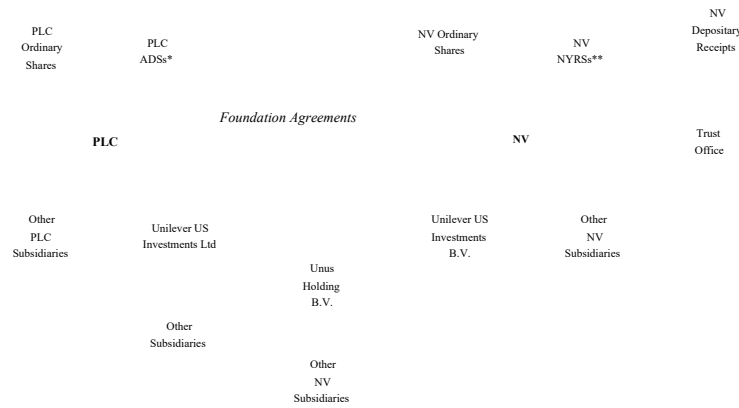 PLC
Ordinary
Shares
PLC
ADSs*
NV Ordinary
Shares
NV
NYRSs**
NV
Depositary
Receipts
Foundation Agreements
PLC
NV
Trust
Office
Other
PLC
Subsidiaries
Unilever US
Investments Ltd
Unilever US
Investments
B.V.
Other
NV
Subsidiaries
Unus
Holding
B.V.
Other
Subsidiaries
Other
NV
Subsidiaries